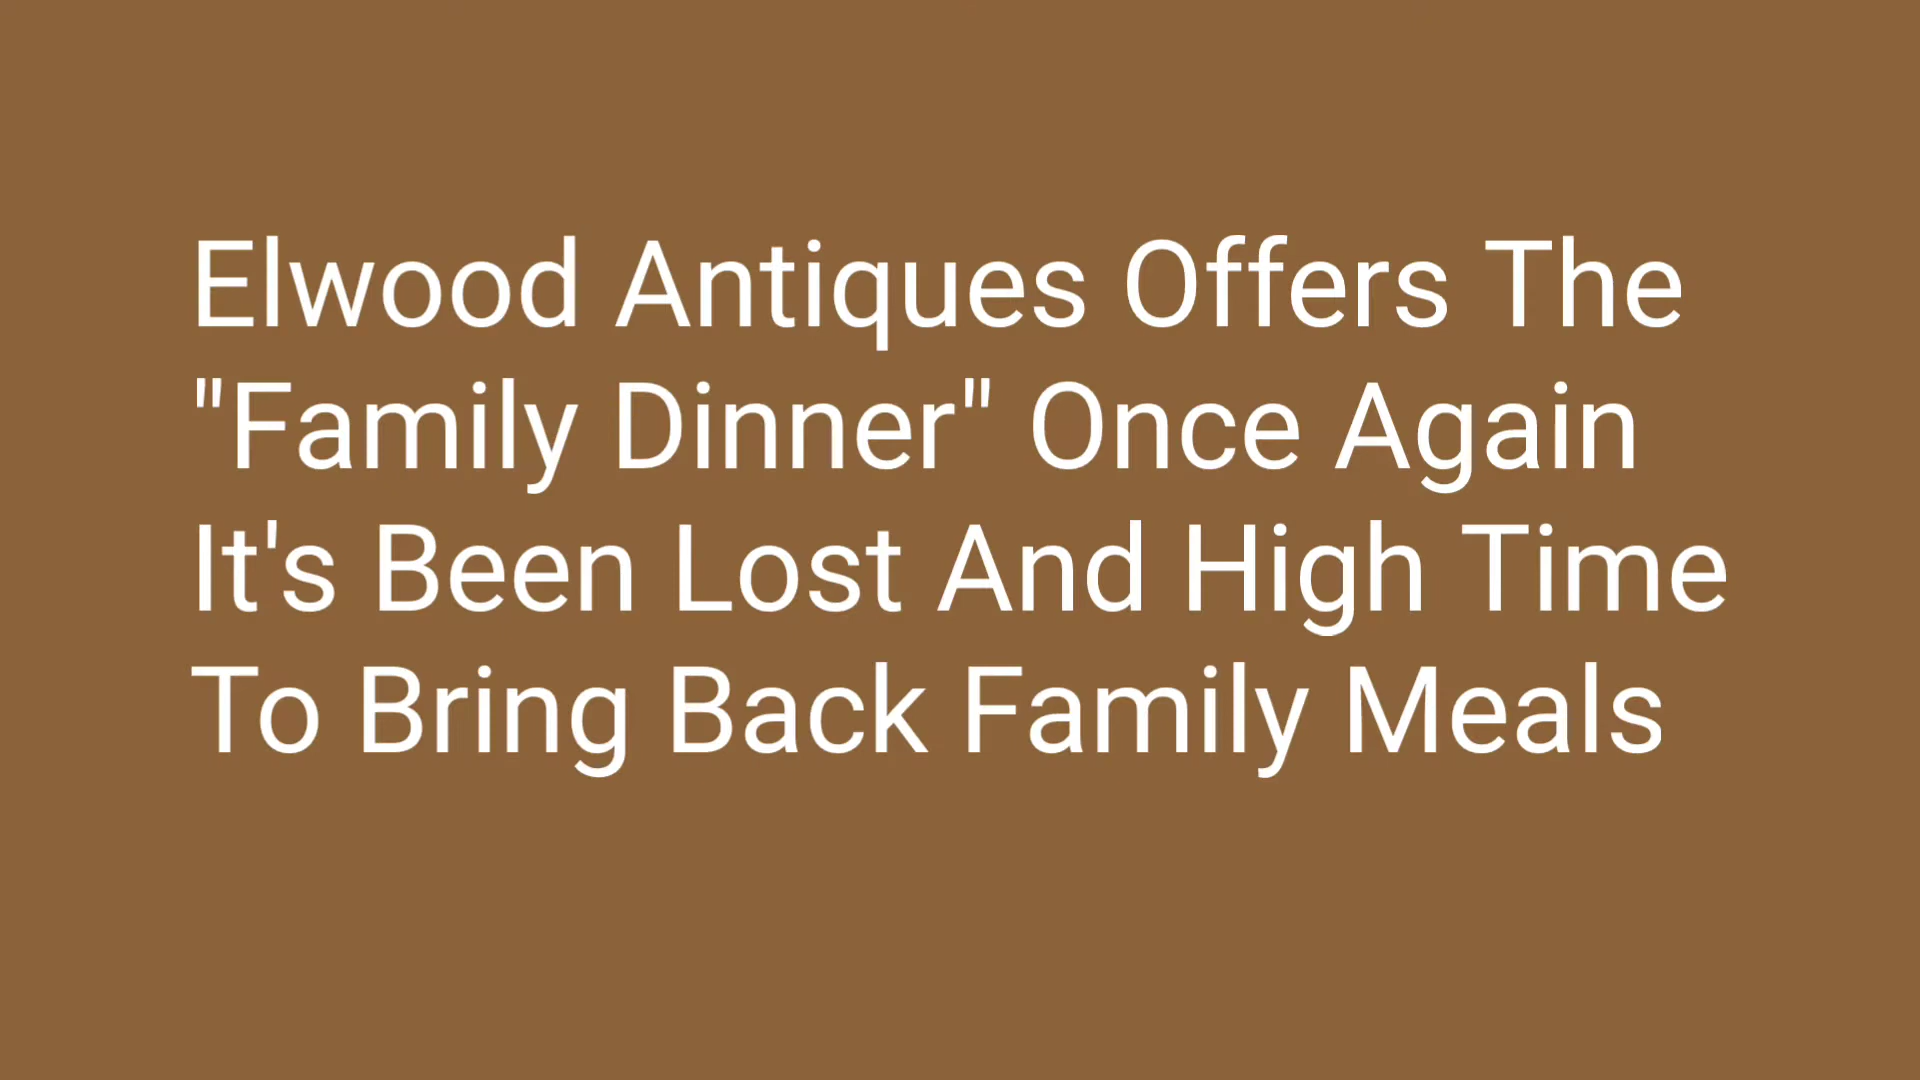 Elwood Antiques Offers The
"Family Dinner" Once Again
It's Been Lost And High Time
To Bring Back Family Meals